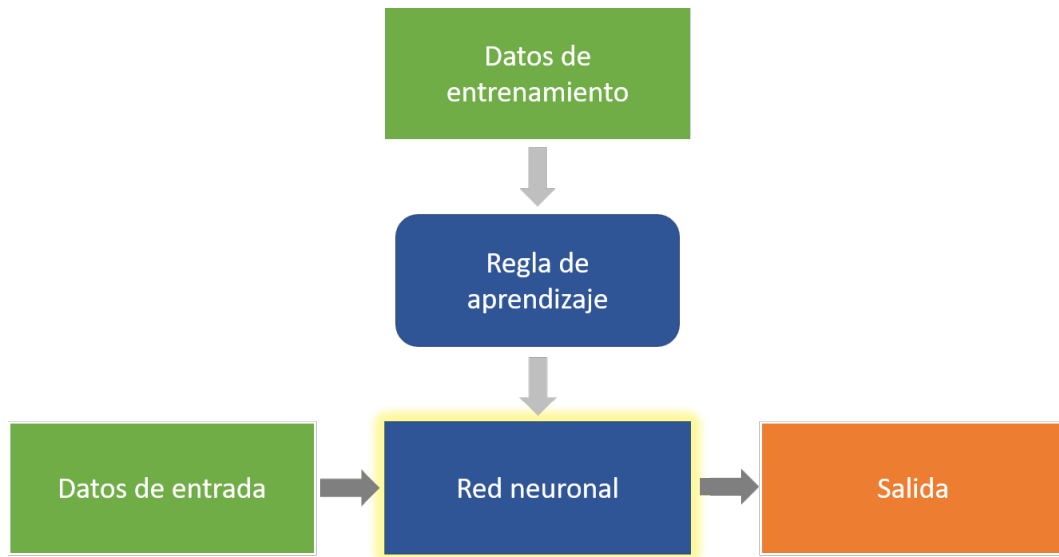 Datos de
entrenamiento
Regla de
aprendizaje
Datos de entrada
Red neuronal
Salida